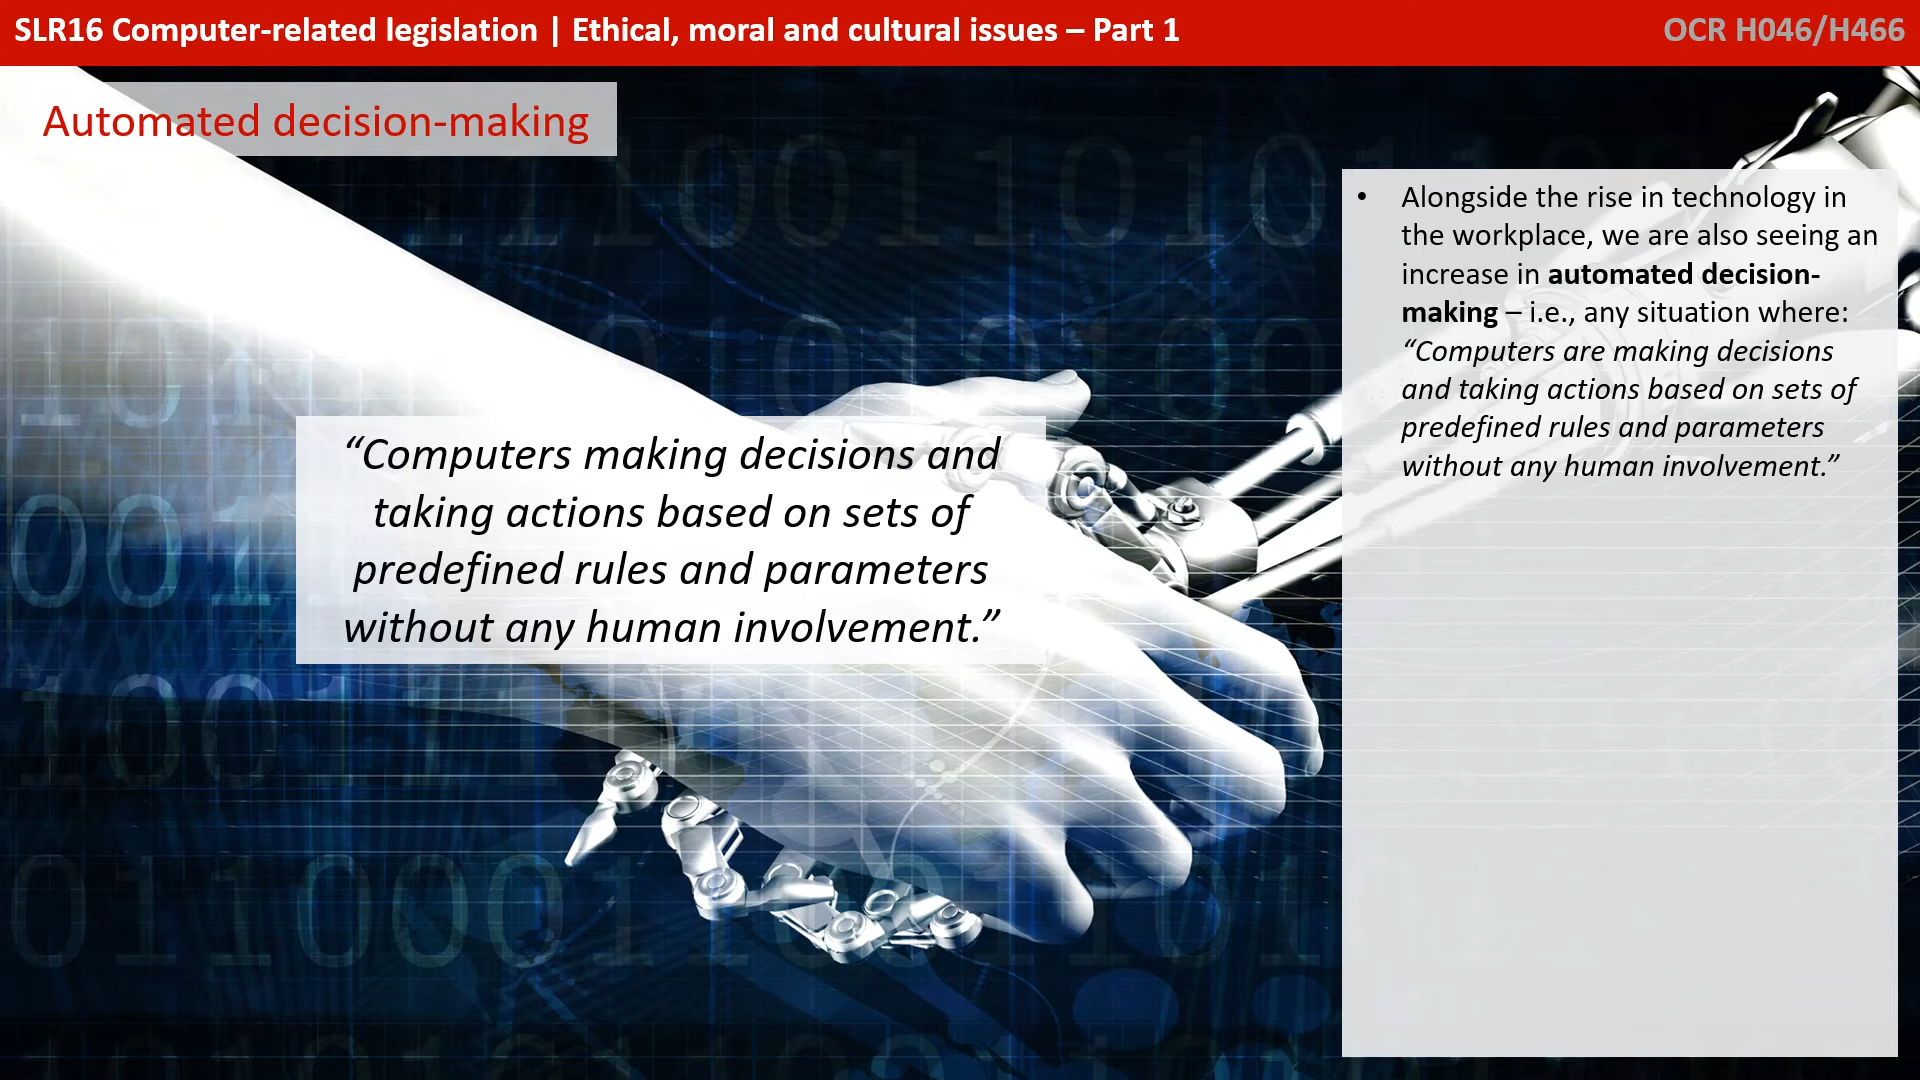 SLR16 Computer-related legislation | Ethical, moral and cultural issues – Part 1
OCR H046/H466
Automated decision-making
“Computers making decisions and
taking actions based on sets of
predefined rules and parameters
without any human involvement.”
• Alongside the rise in technology in
the workplace, we are also seeing an
increase in automated decision-
making – i.e., any situation where:
“Computers are making decisions
and taking actions based on sets of
predefined rules and parameters
without any human involvement.”